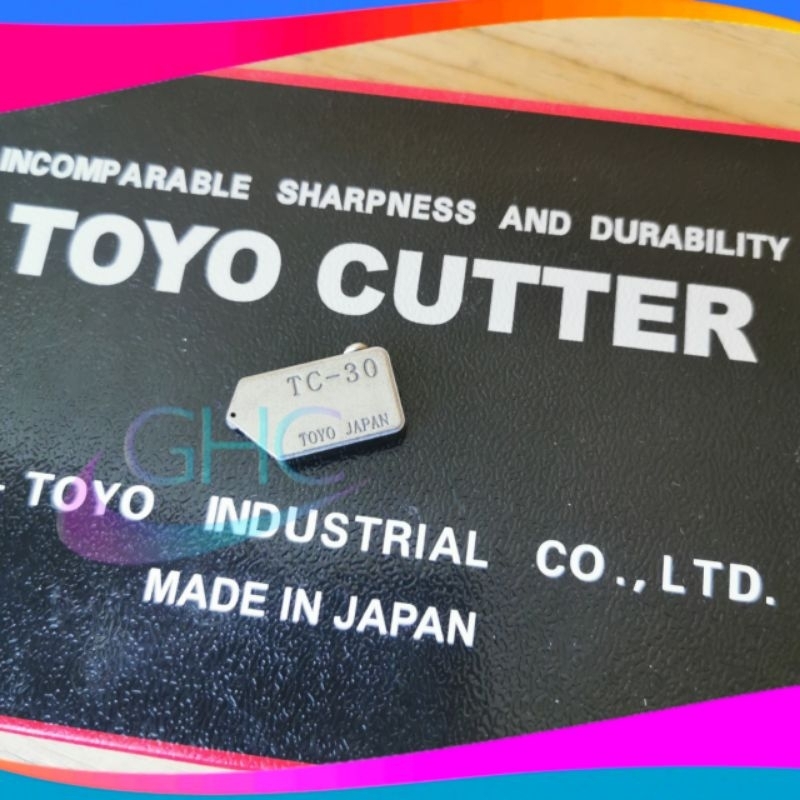 INCOMPARABLE SHARPNESS AND DURABILITY
TOYO CUTTER
TC-30
TOYO JAPAN
GHC
TOYO INDUSTRIAL CO.,LTD.
MADE IN JAPAN